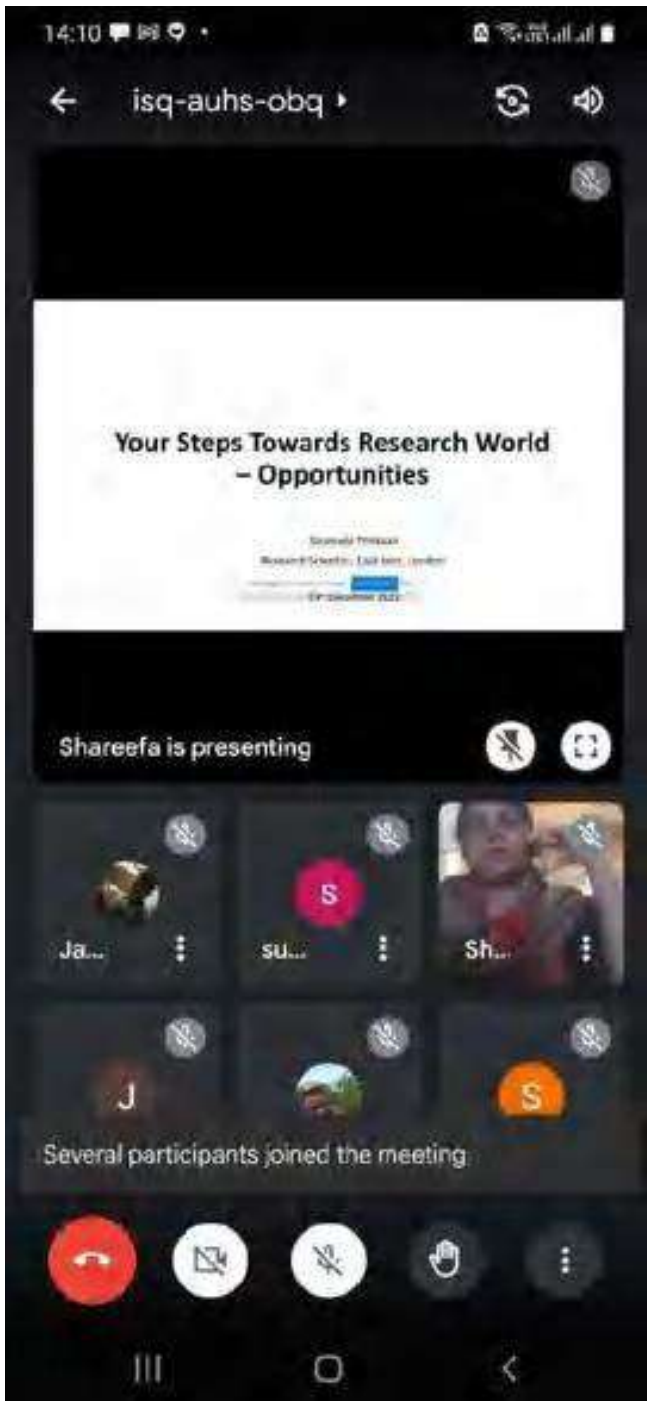 14:10
isq-auhs-obq
Your Steps Towards Research World
– Opportunities
Shareefa is presenting
Ja...
S
su...
Sh...
J
S
Several participants joined the meeting